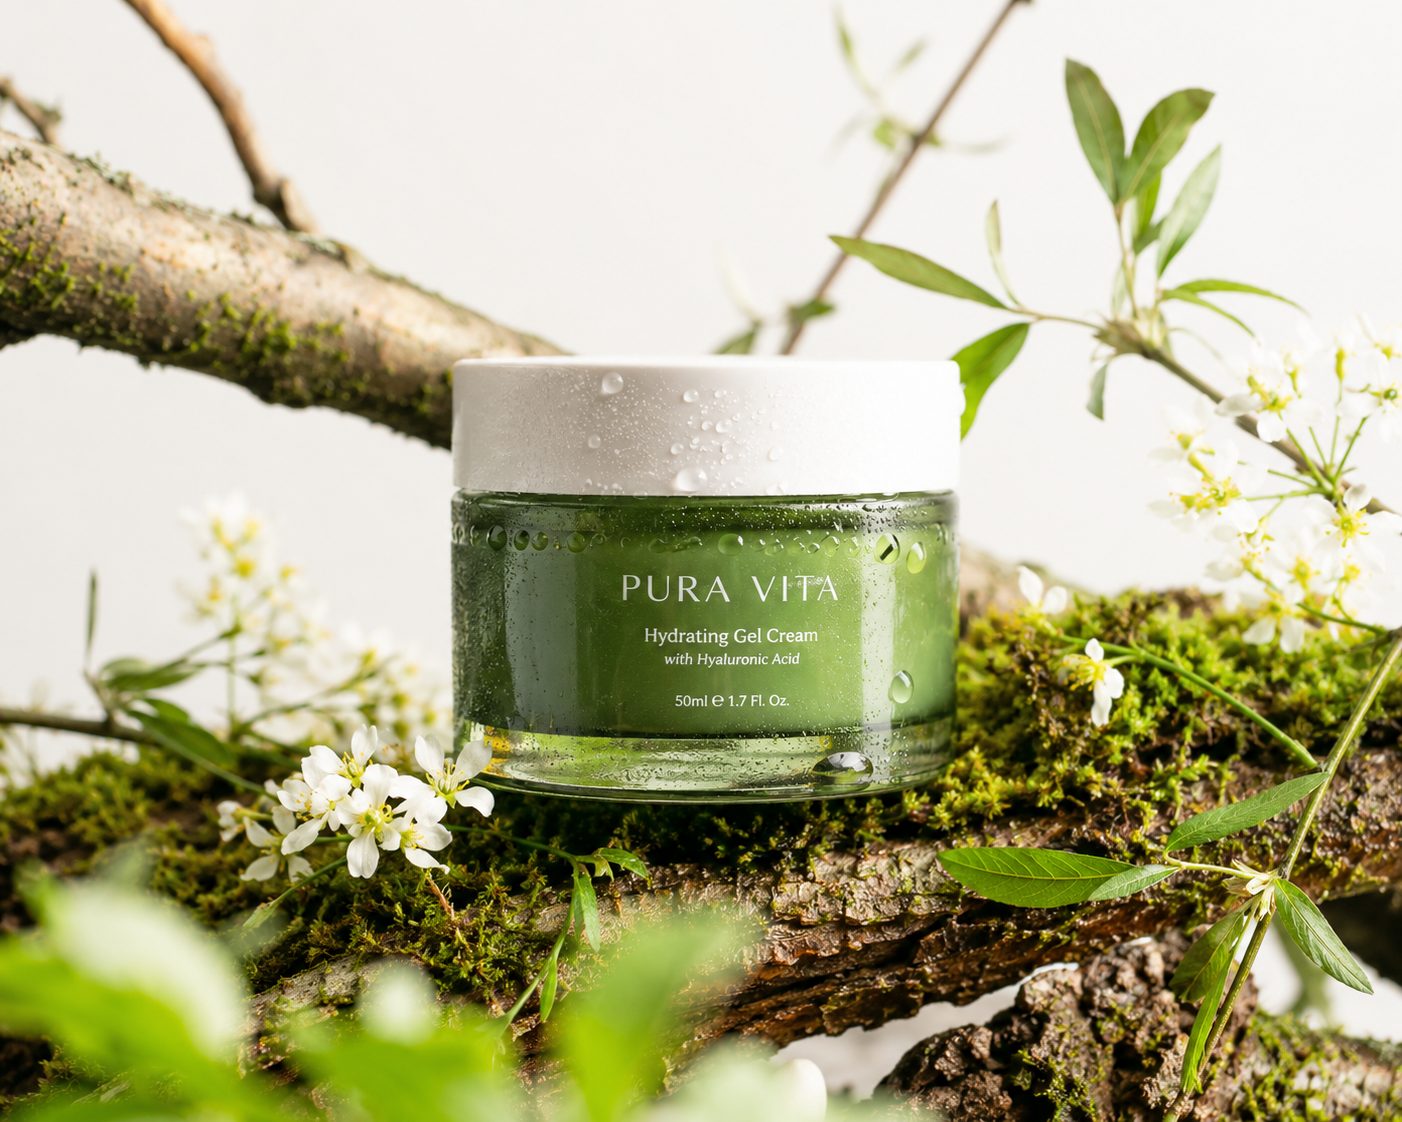 PURA VITA
Hydrating Gel Cream
with Hyaluronic Acid
50ml ℮ 1.7 Fl. Oz.